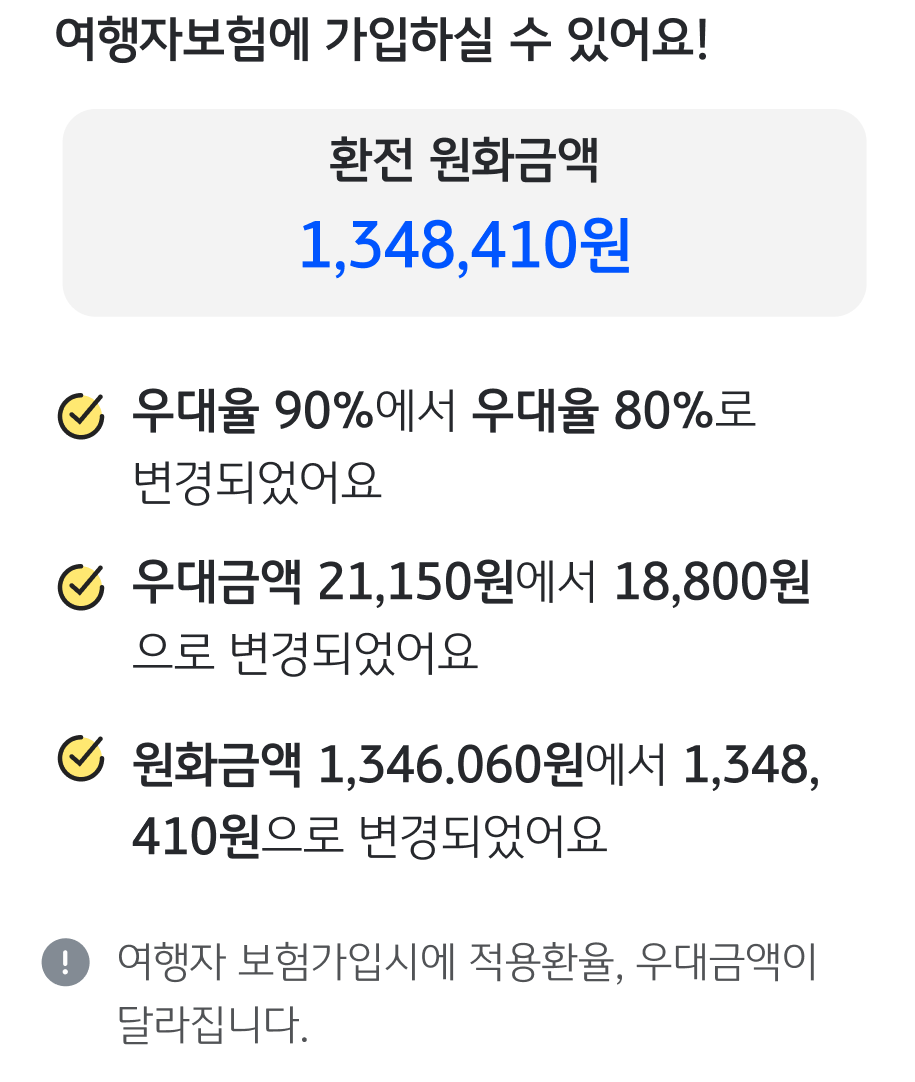 여행자보험에 가입하실 수 있어요!
환전 원화금액
1,348,410원
우대율 90%에서 우대율 80%로
변경되었어요
우대금액 21,150원에서 18,800원
으로 변경되었어요
원화금액 1,346.060원에서 1,348,
410원으로 변경되었어요
여행자 보험가입시에 적용환율, 우대금액이
달라집니다.